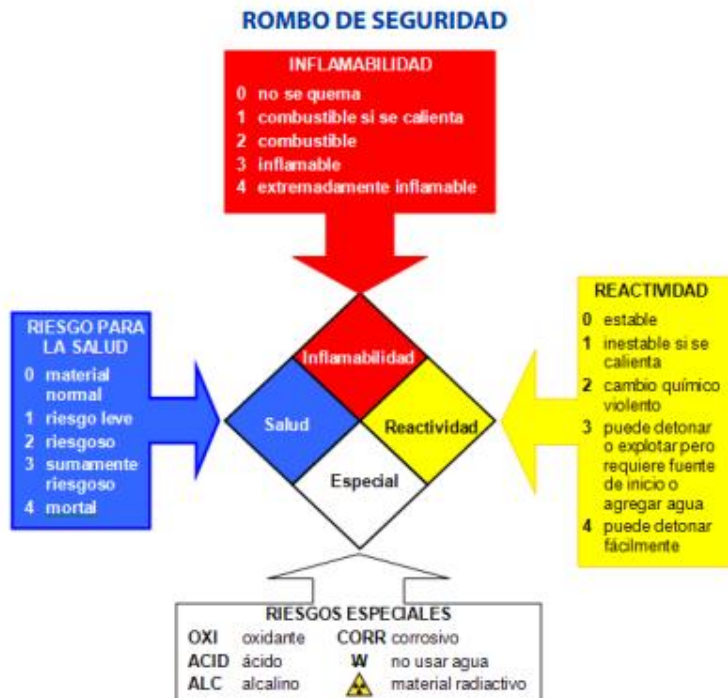 ROMBO DE SEGURIDAD
INFLAMABILIDAD
0 no se quema
1 combustible si se calienta
2 combustible
3 inflamable
4 extremadamente inflamable
RIESGO PARA
LA SALUD
0 material
normal
1 riesgo leve
2 riesgoso
3 sumamente
riesgoso
4 mortal
Inflamabilidad
Salud
Reactividad
Especial
REACTIVIDAD
0 estable
1 inestable si se
calienta
2 cambio químico
violento
3 puede detonar
o explotar pero
requiere fuente
de inicio o
agregar agua
4 puede detonar
fácilmente
RIESGOS ESPECIALES
OXI oxidante CORR corrosivo
ACID ácido W no usar agua
ALC alcalino material radiactivo